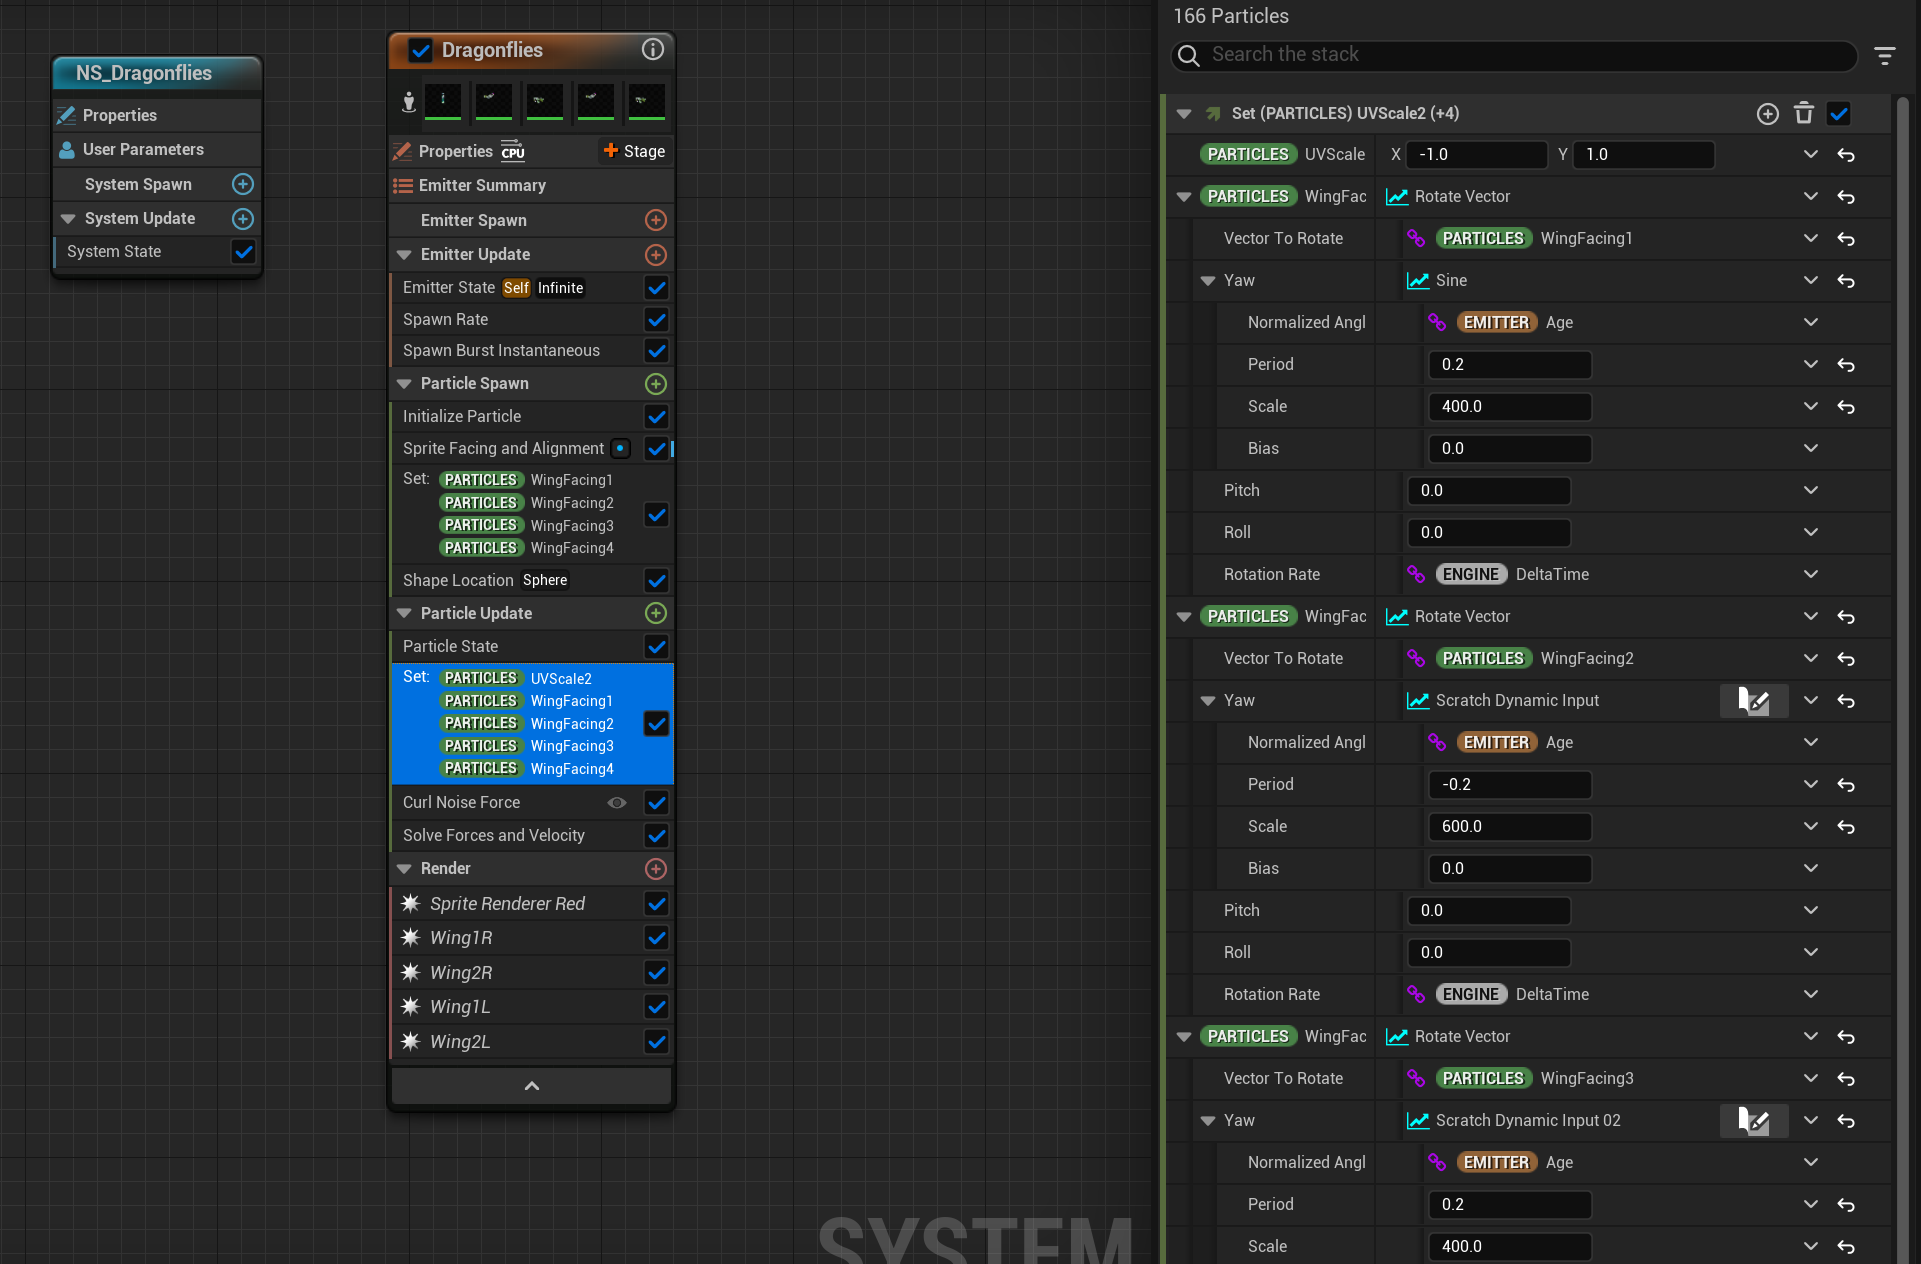 NS_Dragonflies
Properties
User Parameters
System Spawn
System Update
System State
Dragonflies
Properties CPU Stage
Emitter Summary
Emitter Spawn
Emitter Update
Emitter State Self Infinite
Spawn Rate
Spawn Burst Instantaneous
Particle Spawn
Initialize Particle
Sprite Facing and Alignment
Set: PARTICLES WingFacing1
PARTICLES WingFacing2
PARTICLES WingFacing3
PARTICLES WingFacing4
Shape Location Sphere
Particle Update
Particle State
Set: PARTICLES UVScale2
PARTICLES WingFacing1
PARTICLES WingFacing2
PARTICLES WingFacing3
PARTICLES WingFacing4
Curl Noise Force
Solve Forces and Velocity
Render
Sprite Renderer Red
Wing1R
Wing2R
Wing1L
Wing2L
SYSTEM
166 Particles
Search the stack
Set (PARTICLES) UVScale2 (+4)
PARTICLES UVScale X -1.0 Y 1.0
PARTICLES WingFac Rotate Vector
Vector To Rotate PARTICLES WingFacing1
Yaw Sine
Normalized Angl EMITTER Age
Period 0.2
Scale 400.0
Bias 0.0
Pitch 0.0
Roll 0.0
Rotation Rate ENGINE DeltaTime
PARTICLES WingFac Rotate Vector
Vector To Rotate PARTICLES WingFacing2
Yaw Scratch Dynamic Input
Normalized Angl EMITTER Age
Period -0.2
Scale 600.0
Bias 0.0
Pitch 0.0
Roll 0.0
Rotation Rate ENGINE DeltaTime
PARTICLES WingFac Rotate Vector
Vector To Rotate PARTICLES WingFacing3
Yaw Scratch Dynamic Input 02
Normalized Angl EMITTER Age
Period 0.2
Scale 400.0